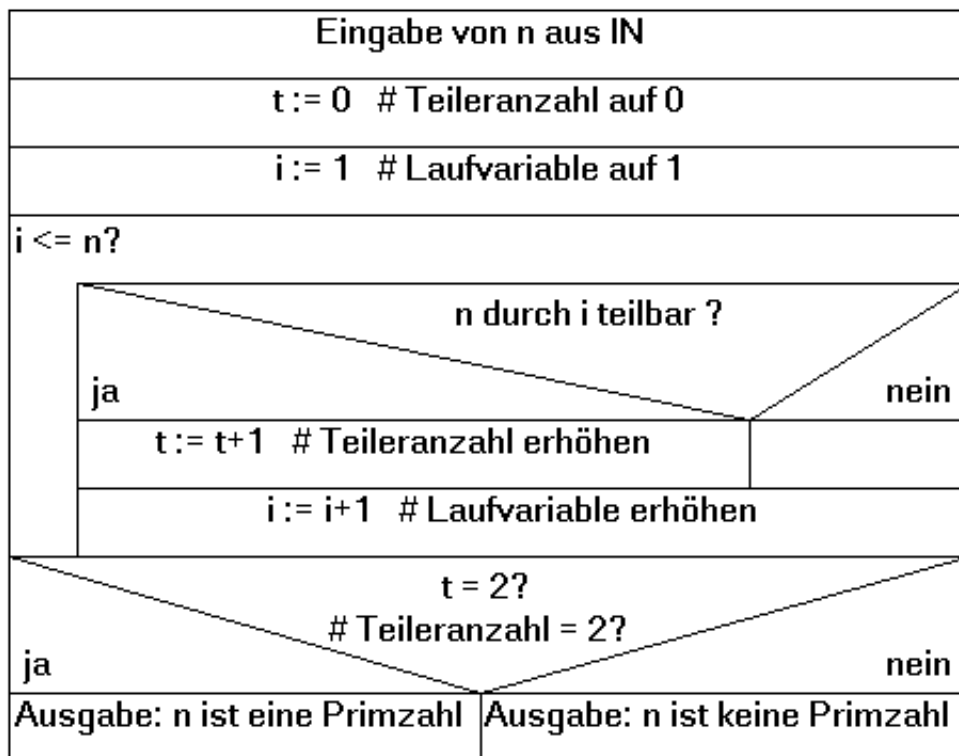 Eingabe von n aus IN
t := 0 # Teileranzahl auf 0
i := 1 # Laufvariable auf 1
i <= n?
n durch i teilbar ?
ja nein
t := t+1 # Teileranzahl erhöhen
i := i+1 # Laufvariable erhöhen
t = 2?
# Teileranzahl = 2?
ja nein
Ausgabe: n ist eine Primzahl Ausgabe: n ist keine Primzahl